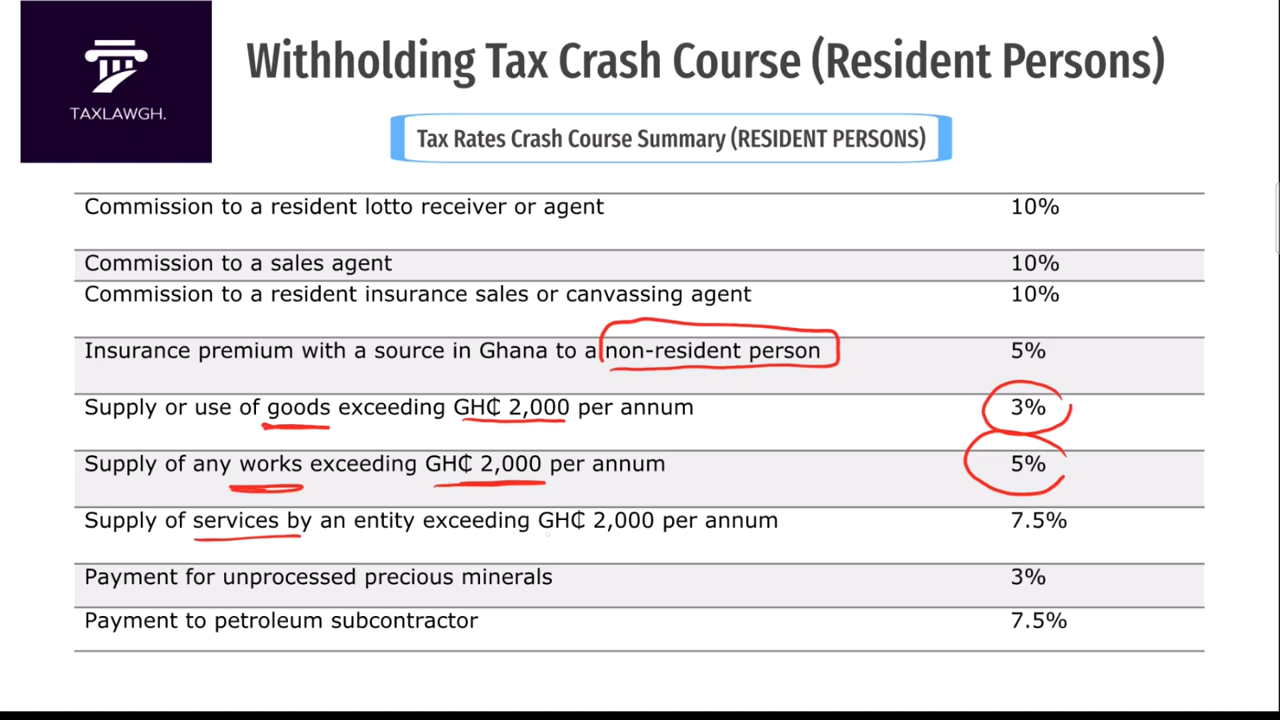 TAXLAWGH.
Withholding Tax Crash Course (Resident Persons)
Tax Rates Crash Course Summary (RESIDENT PERSONS)
Commission to a resident lotto receiver or agent 10%
Commission to a sales agent 10%
Commission to a resident insurance sales or canvassing agent 10%
Insurance premium with a source in Ghana to a non-resident person 5%
Supply or use of goods exceeding GH₵ 2,000 per annum 3%
Supply of any works exceeding GH₵ 2,000 per annum 5%
Supply of services by an entity exceeding GH₵ 2,000 per annum 7.5%
Payment for unprocessed precious minerals 3%
Payment to petroleum subcontractor 7.5%